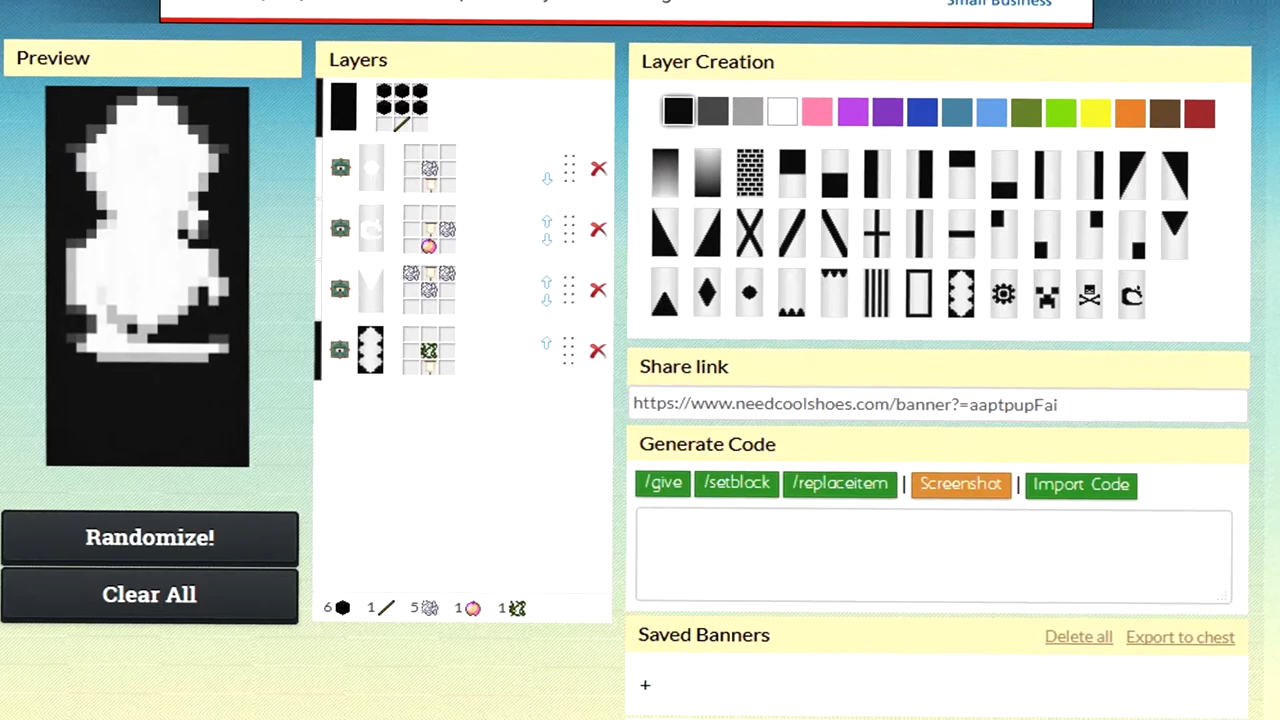 Small Business
Preview
Layers
Layer Creation
Share link
https://www.needcoolshoes.com/banner?=aaptpupFai
Generate Code
/give
/setblock
/replaceitem
|
Screenshot
|
Import Code
Randomize!
Clear All
6
1
5
1
1
Saved Banners
Delete all
Export to chest
+